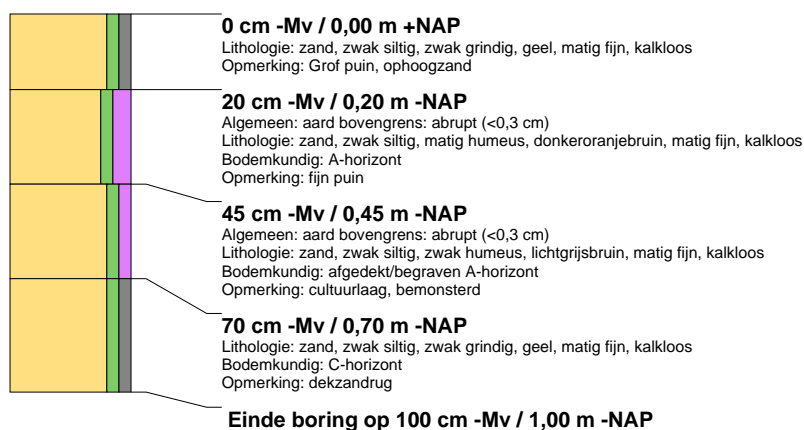 0 cm -Mv / 0,00 m +NAP
Lithologie: zand, zwak siltig, zwak grindig, geel, matig fijn, kalkloos
Opmerking: Grof puin, ophoogzand
20 cm -Mv / 0,20 m -NAP
Algemeen: aard bovengrens: abrupt (<0,3 cm)
Lithologie: zand, zwak siltig, matig humeus, donkeroranjebruin, matig fijn, kalkloos
Bodemkundig: A-horizont
Opmerking: fijn puin
45 cm -Mv / 0,45 m -NAP
Algemeen: aard bovengrens: abrupt (<0,3 cm)
Lithologie: zand, zwak siltig, zwak humeus, lichtgrijsbruin, matig fijn, kalkloos
Bodemkundig: afgedekt/begraven A-horizont
Opmerking: cultuurlaag, bemonsterd
70 cm -Mv / 0,70 m -NAP
Lithologie: zand, zwak siltig, zwak grindig, geel, matig fijn, kalkloos
Bodemkundig: C-horizont
Opmerking: dekzandrug
Einde boring op 100 cm -Mv / 1,00 m -NAP